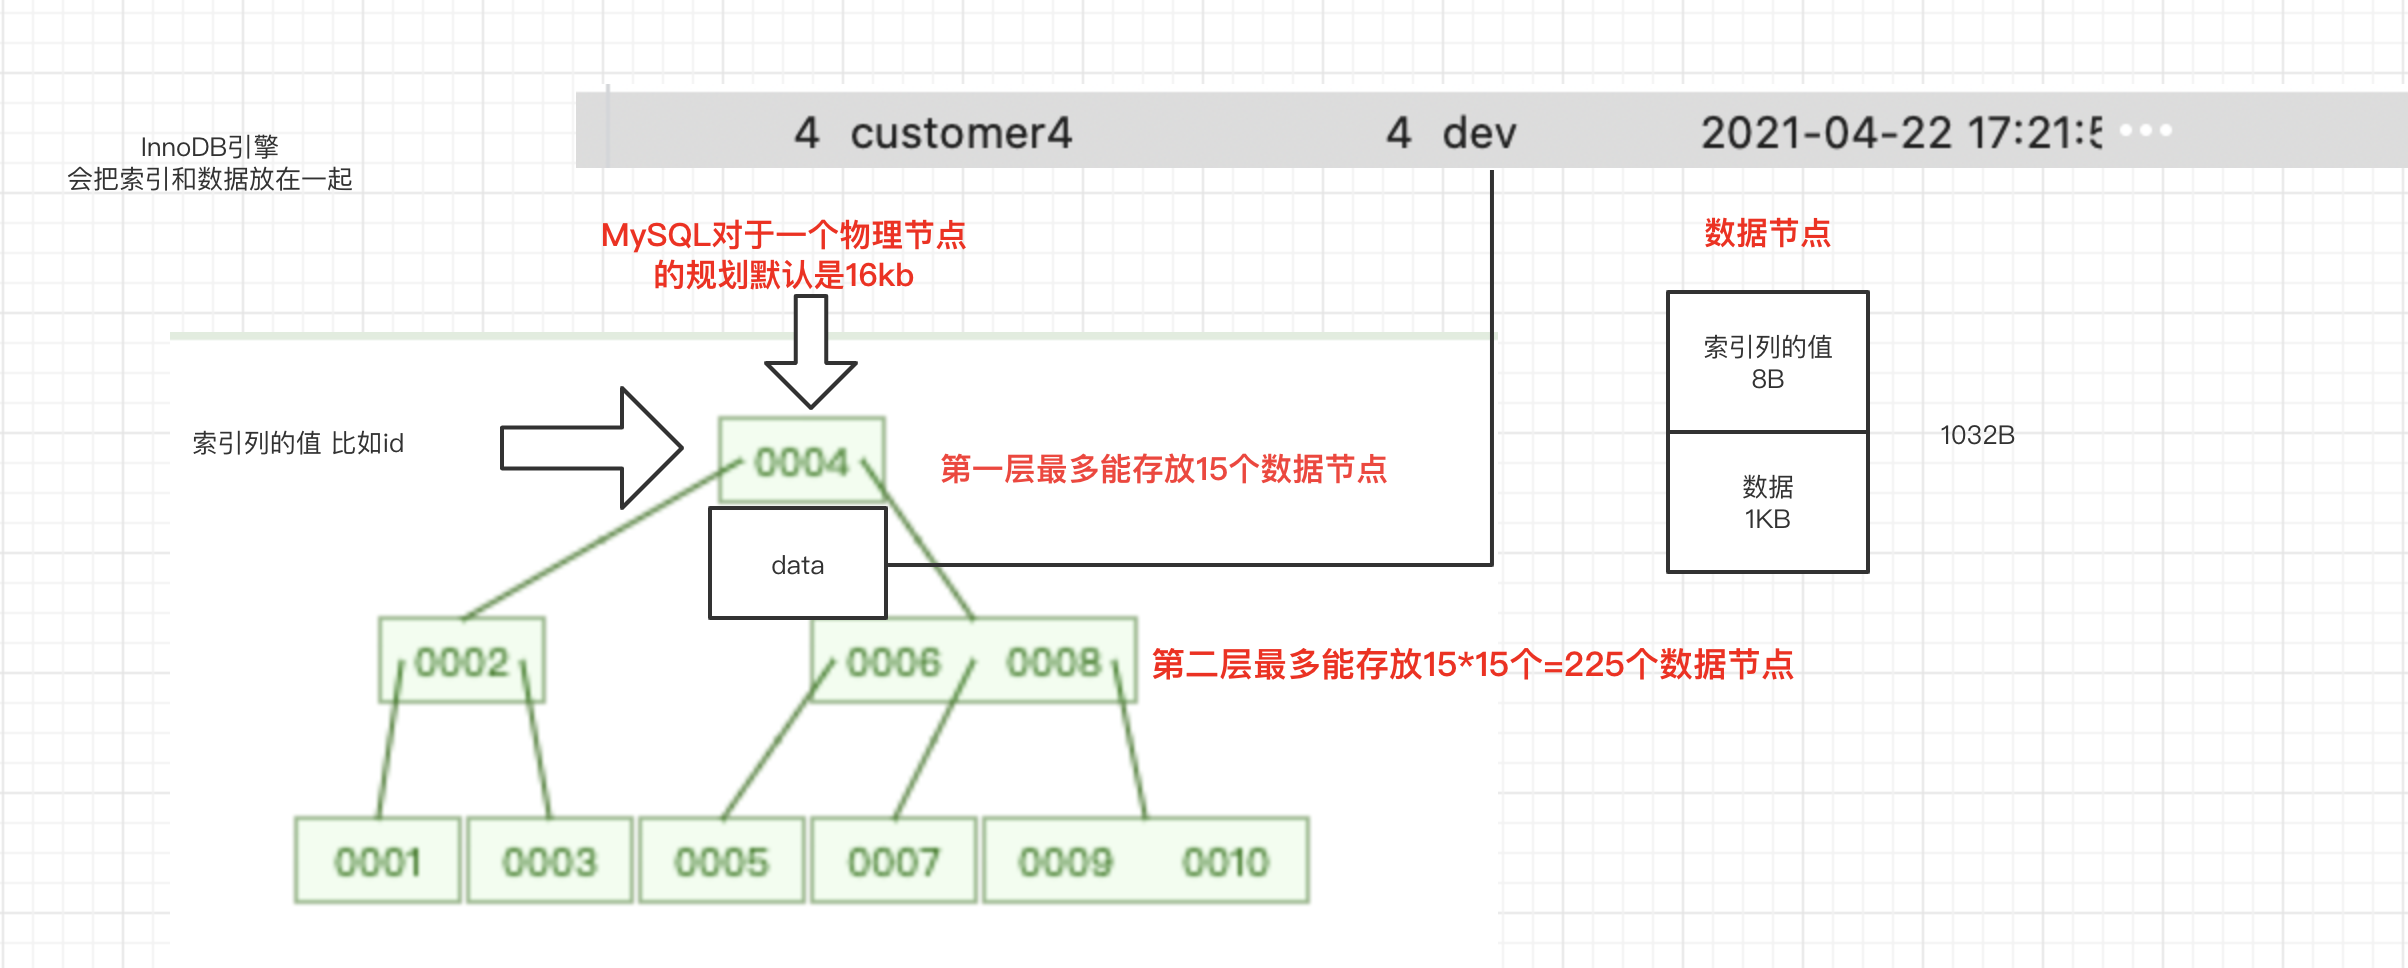 4 customer4 4 dev 2021-04-22 17:21:5
InnoDB引擎
会把索引和数据放在一起
MySQL对于一个物理节点
的规划默认是16kb
数据节点
索引列的值
8B
1032B
数据
1KB
索引列的值 比如id
0004
第一层最多能存放15个数据节点
data
0002
0006 0008
第二层最多能存放15*15个=225个数据节点
0001 0003 0005 0007 0009 0010